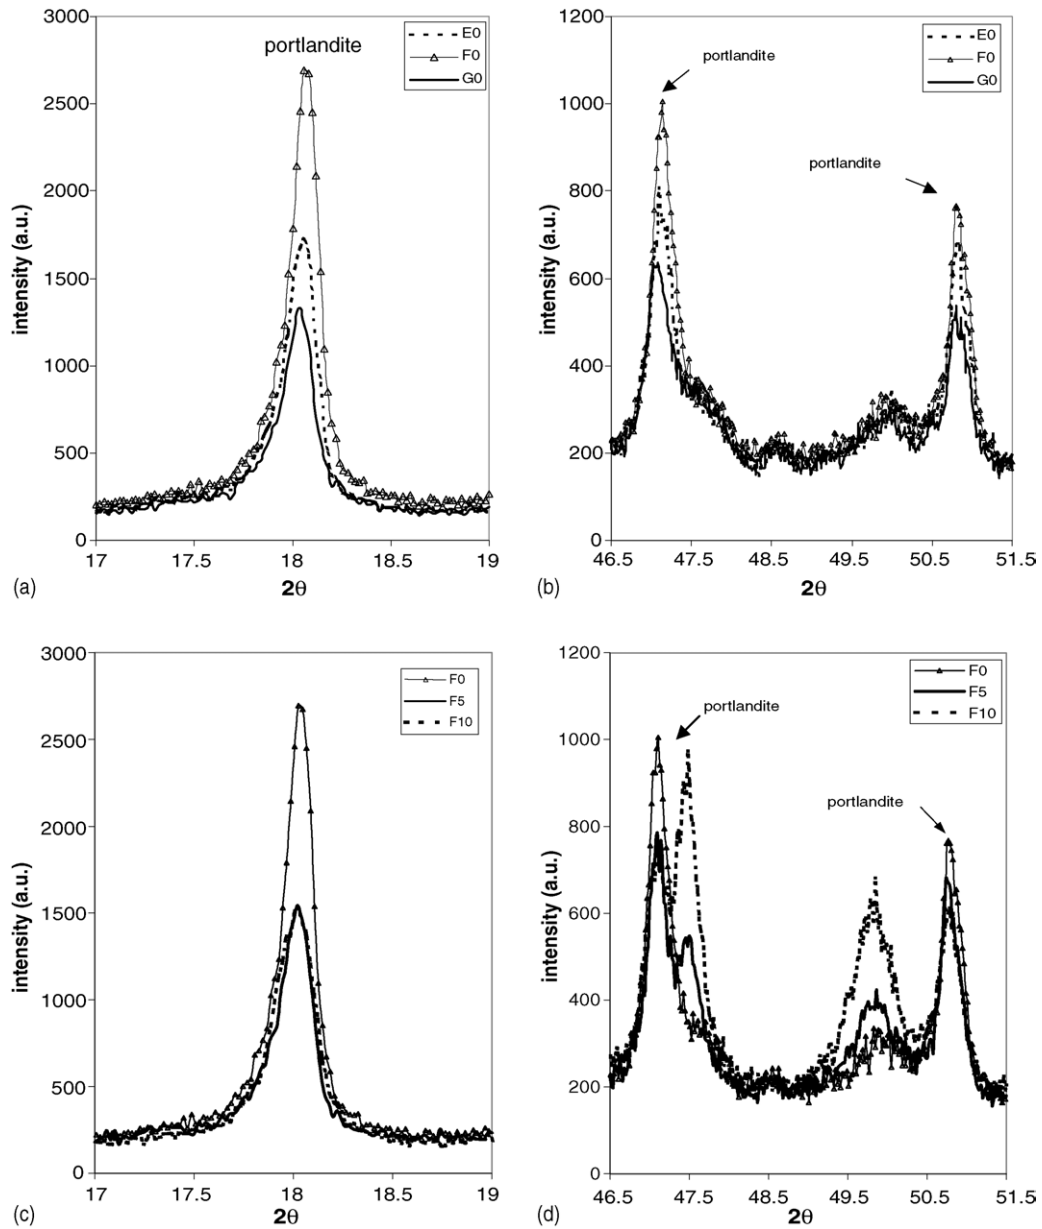 3000
2500
2000
1500
1000
500
0
intensity (a.u.)
portlandite
E0
F0
G0
17
17.5
18
18.5
19
2θ
(a)
1200
1000
800
600
400
200
0
intensity (a.u.)
portlandite
portlandite
E0
F0
G0
46.5
47.5
48.5
49.5
50.5
51.5
2θ
(b)
3000
2500
2000
1500
1000
500
0
intensity (a.u.)
F0
F5
F10
17
17.5
18
18.5
19
2θ
(c)
1200
1000
800
600
400
200
0
intensity (a.u.)
portlandite
portlandite
F0
F5
F10
46.5
47.5
48.5
49.5
50.5
51.5
2θ
(d)